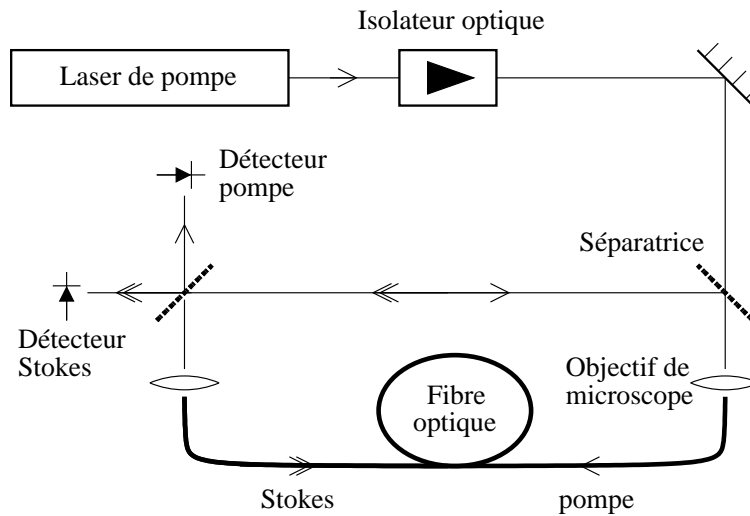 Isolateur optique
Laser de pompe
Détecteur
pompe
Séparatrice
Détecteur
Stokes
Objectif de
microscope
Fibre
optique
Stokes
pompe